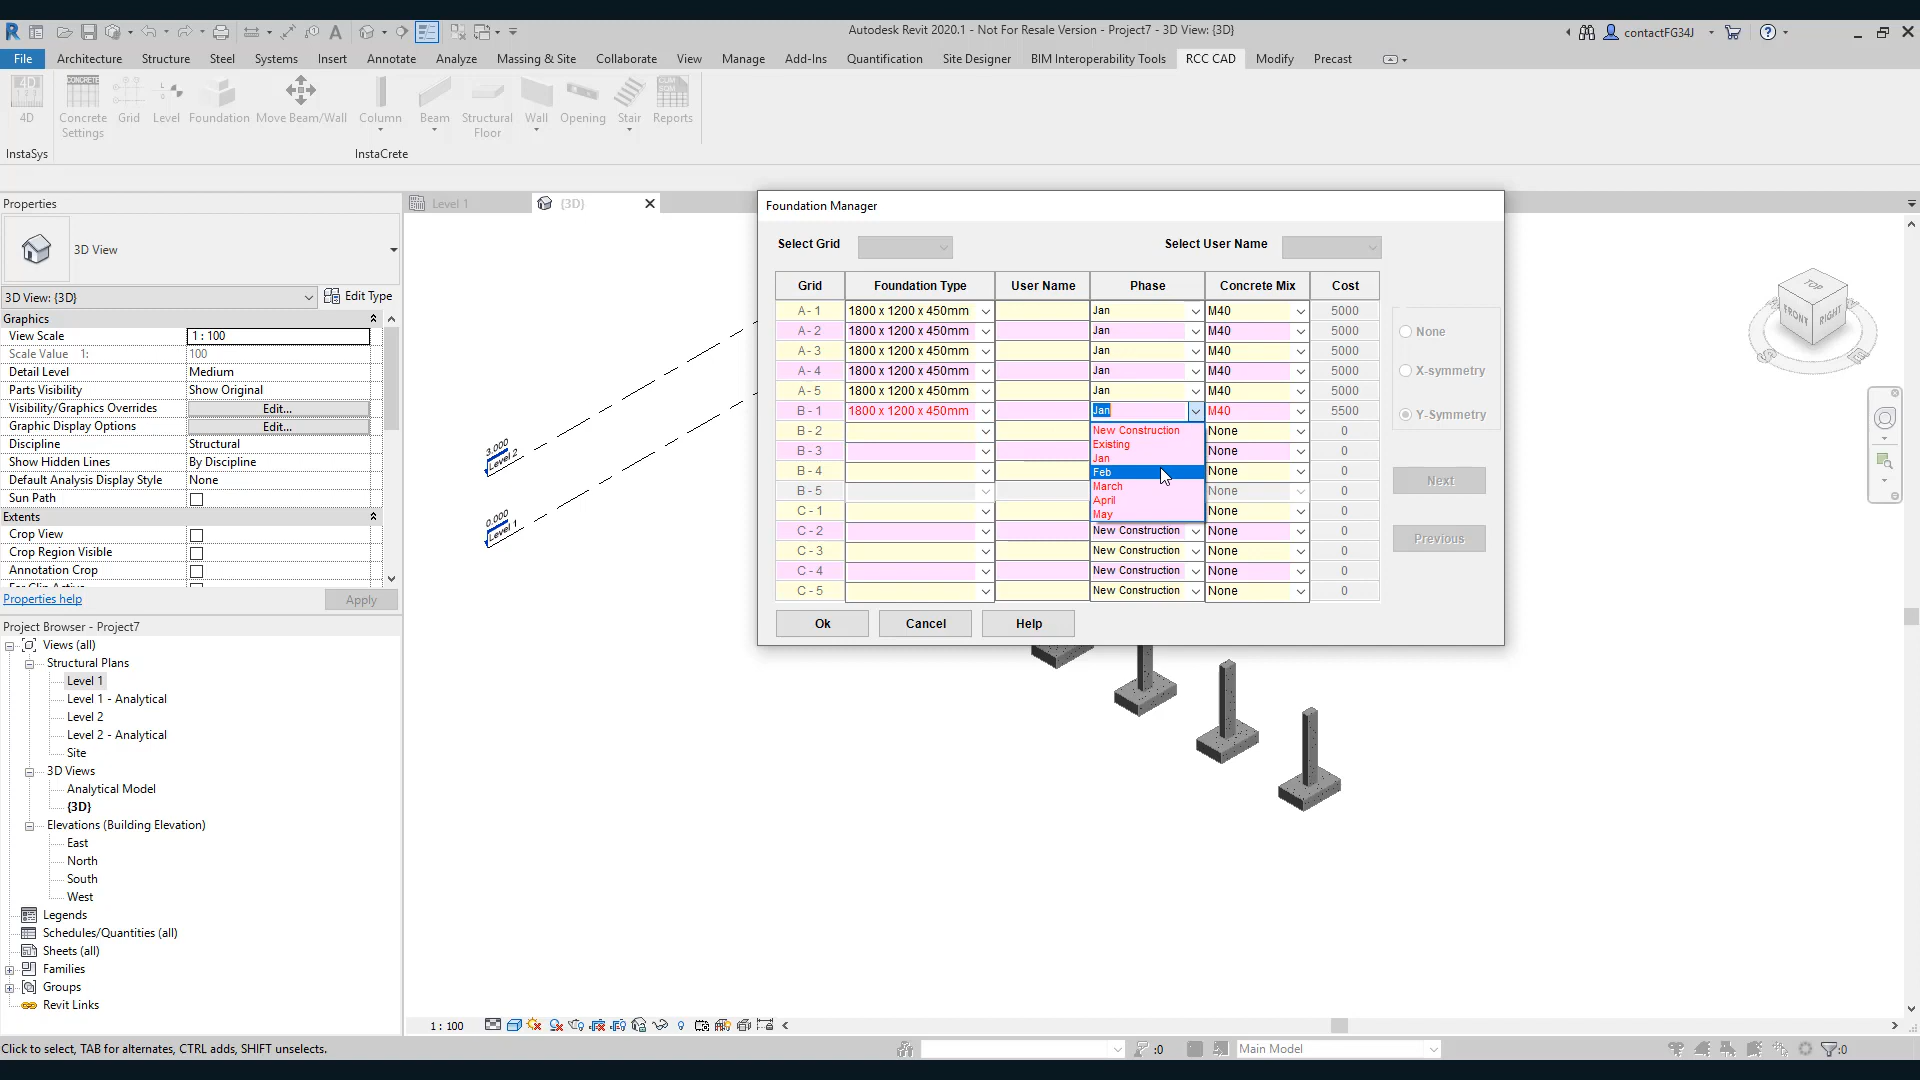 Autodesk Revit 2020.1 - Not For Resale Version - Project7 - 3D View: {3D}
contactFG34J
File Architecture Structure Steel Systems Insert Annotate Analyze Massing & Site Collaborate View Manage Add-Ins Quantification Site Designer BIM Interoperability Tools RCC CAD Modify Precast
4D Concrete Settings Grid Level Foundation Move Beam/Wall Column Beam Structural Floor Wall Opening Stair Reports
InstaSys InstaCrete
Properties
Level 1 {3D}
3D View
3D View: {3D} Edit Type
Graphics
View Scale 1 : 100
Scale Value 1: 100
Detail Level Medium
Parts Visibility Show Original
Visibility/Graphics Overrides Edit...
Graphic Display Options Edit...
Discipline Structural
Show Hidden Lines By Discipline
Default Analysis Display Style None
Sun Path
Extents
Crop View
Crop Region Visible
Annotation Crop
Properties help Apply
Project Browser - Project7
Views (all)
Structural Plans
Level 1
Level 1 - Analytical
Level 2
Level 2 - Analytical
Site
3D Views
Analytical Model
{3D}
Elevations (Building Elevation)
East
North
South
West
Legends
Schedules/Quantities (all)
Sheets (all)
Families
Groups
Revit Links
3.000
Level 2
0.000
Level 1
Foundation Manager
Select Grid Select User Name
Grid Foundation Type User Name Phase Concrete Mix Cost
A - 1 1800 x 1200 x 450mm Jan M40 5000
A - 2 1800 x 1200 x 450mm Jan M40 5000
A - 3 1800 x 1200 x 450mm Jan M40 5000
A - 4 1800 x 1200 x 450mm Jan M40 5000
A - 5 1800 x 1200 x 450mm Jan M40 5000
B - 1 1800 x 1200 x 450mm Jan M40 5500
B - 2 None 0
B - 3 None 0
B - 4 None 0
B - 5 None 0
C - 1 None 0
C - 2 New Construction None 0
C - 3 New Construction None 0
C - 4 New Construction None 0
C - 5 New Construction None 0
New Construction
Existing
Jan
Feb
March
April
May
None
X-symmetry
Y-Symmetry
Next
Previous
Ok Cancel Help
TOP
FRONT RIGHT
1 : 100
Click to select, TAB for alternates, CTRL adds, SHIFT unselects.
:0 Main Model :0